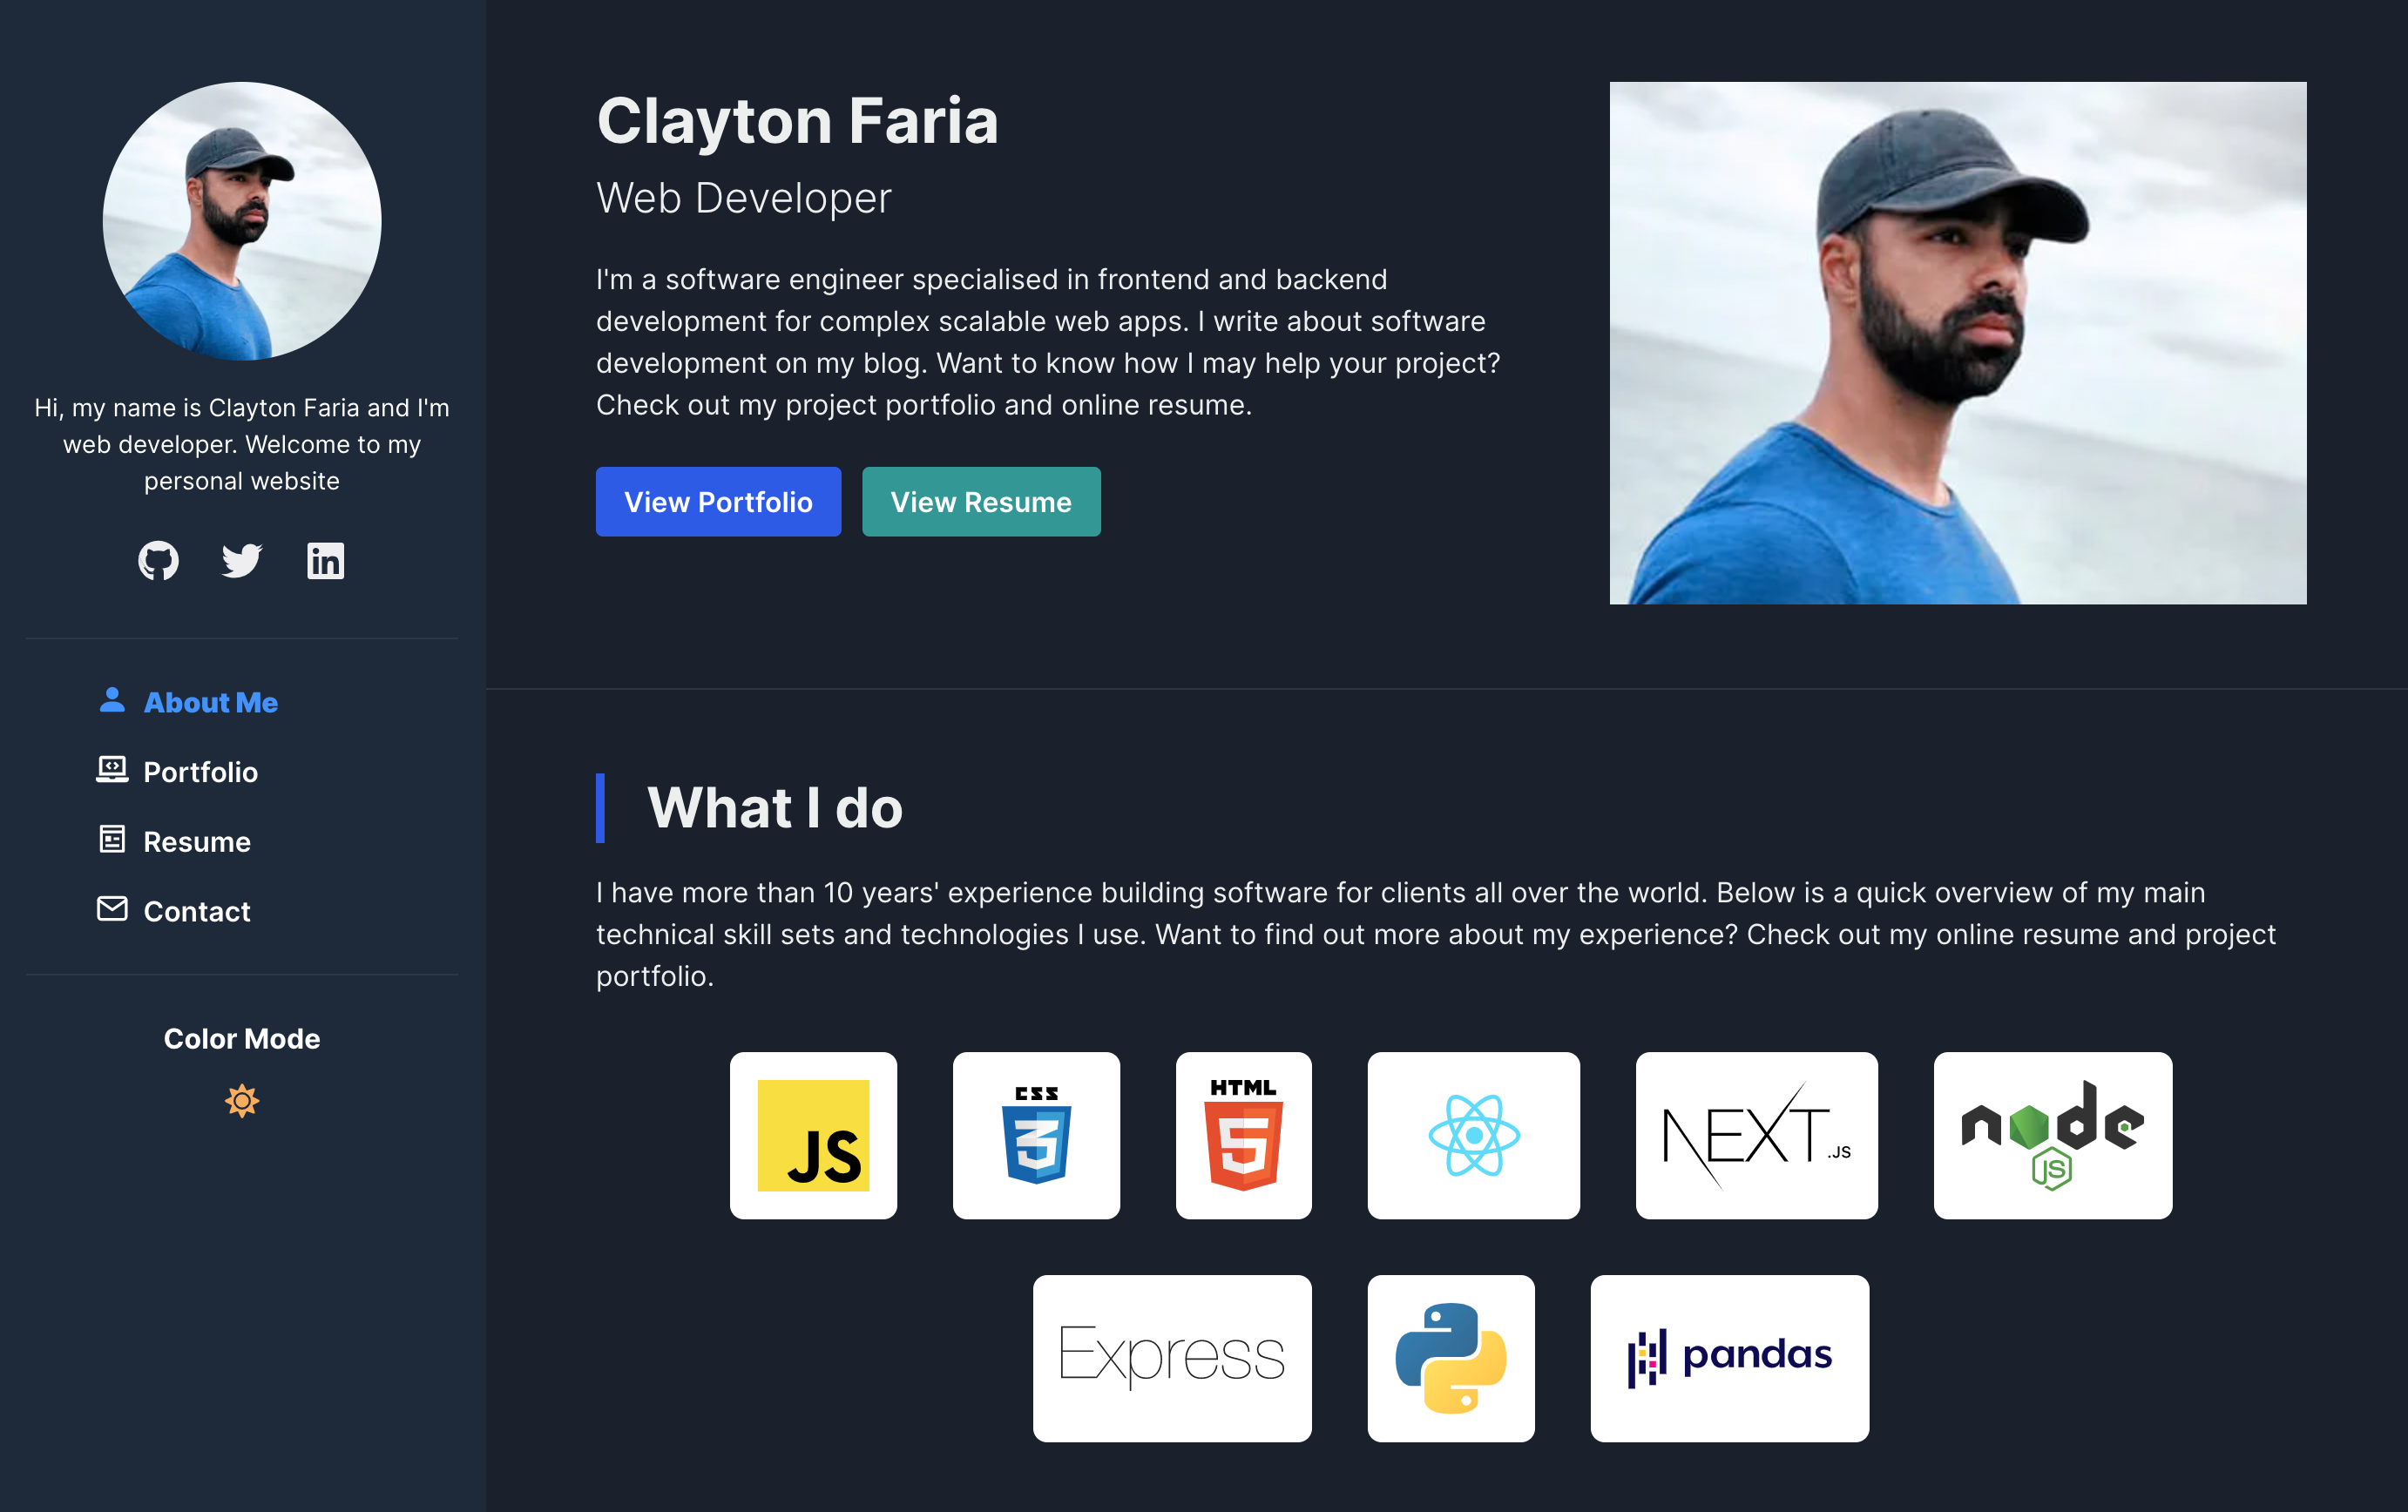 Hi, my name is Clayton Faria and I'm
web developer. Welcome to my
personal website
in
About Me
Portfolio
Resume
Contact
Color Mode
Clayton Faria
Web Developer
I'm a software engineer specialised in frontend and backend
development for complex scalable web apps. I write about software
development on my blog. Want to know how I may help your project?
Check out my project portfolio and online resume.
View Portfolio
View Resume
What I do
I have more than 10 years' experience building software for clients all over the world. Below is a quick overview of my main
technical skill sets and technologies I use. Want to find out more about my experience? Check out my online resume and project
portfolio.
JS
CSS
3
HTML
5
NEXT.JS
node
JS
Express
pandas